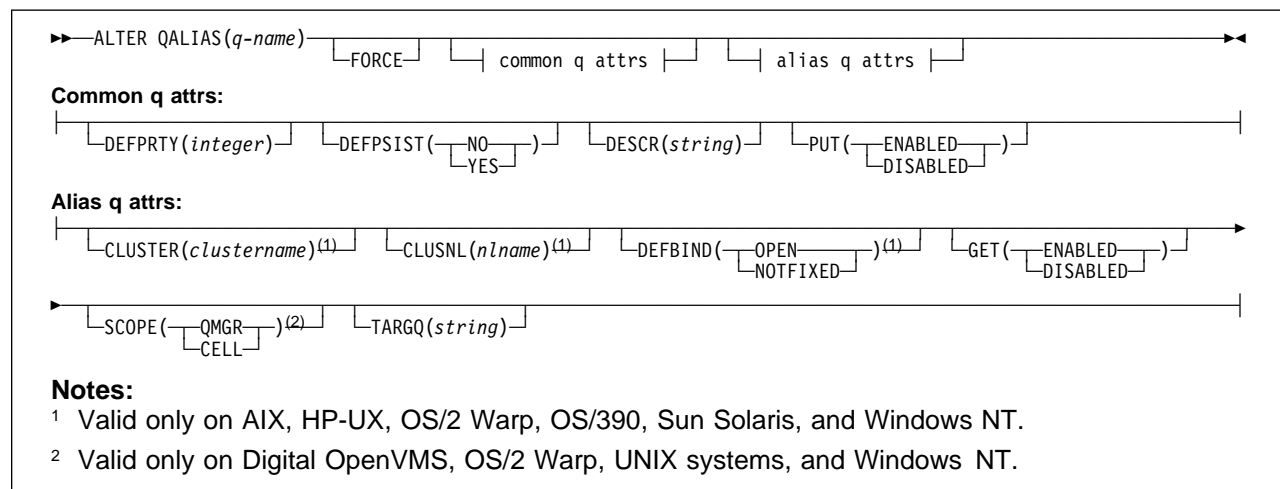 ALTER QALIAS(q-name)
FORCE common q attrs alias q attrs
Common q attrs:
DEFPRTY(integer) DEFPSIST( NO ) DESCR(string) PUT( ENABLED )
YES DISABLED
Alias q attrs:
CLUSTER(clustername)(1) CLUSNL(nlname)(1) DEFBIND( OPEN )(1) GET( ENABLED )
NOTFIXED DISABLED
SCOPE( QMGR )(2) TARGQ(string)
CELL
Notes:
1 Valid only on AIX, HP-UX, OS/2 Warp, OS/390, Sun Solaris, and Windows NT.
2 Valid only on Digital OpenVMS, OS/2 Warp, UNIX systems, and Windows NT.